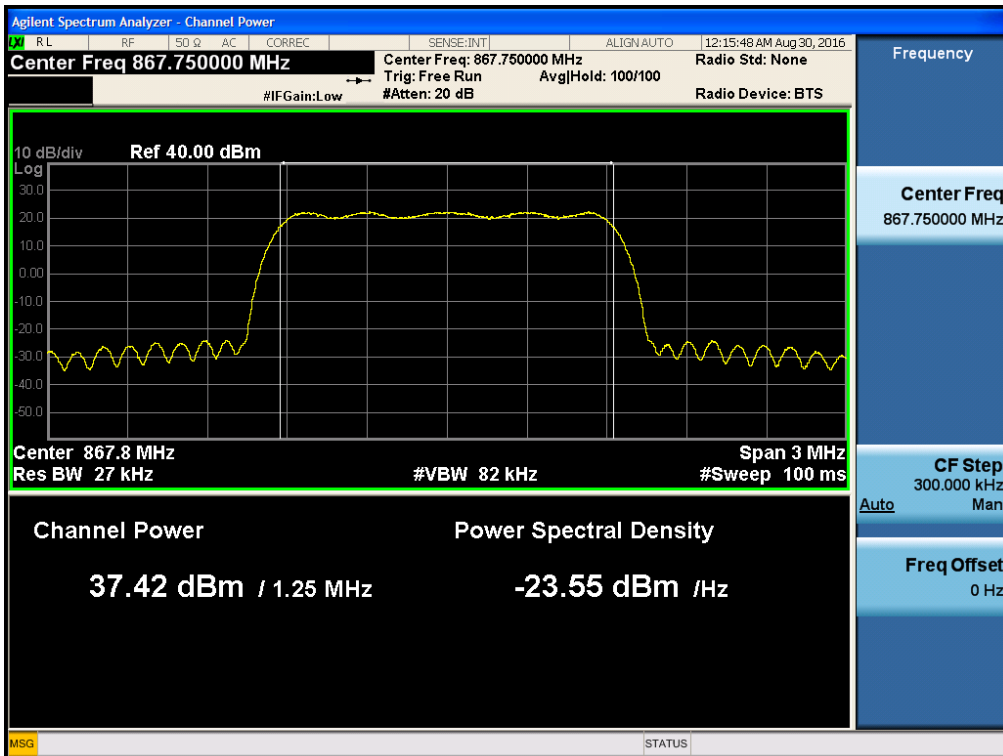 Agilent Spectrum Analyzer - Channel Power
LXI RL RF 50 Ω AC CORREC SENSE:INT ALIGN AUTO 12:15:48 AM Aug 30, 2016
Center Freq 867.750000 MHz
Center Freq: 867.750000 MHz
Radio Std: None
Trig: Free Run Avg|Hold: 100/100
#IFGain:Low
#Atten: 20 dB
Radio Device: BTS
10 dB/div Ref 40.00 dBm
Log
30.0
20.0
10.0
0.00
-10.0
-20.0
-30.0
-40.0
-50.0
Center 867.8 MHz Span 3 MHz
Res BW 27 kHz #VBW 82 kHz #Sweep 100 ms
Channel Power
Power Spectral Density
37.42 dBm / 1.25 MHz
-23.55 dBm /Hz
Frequency
Center Freq
867.750000 MHz
CF Step
300.000 kHz
Auto Man
Freq Offset
0 Hz
MSG STATUS